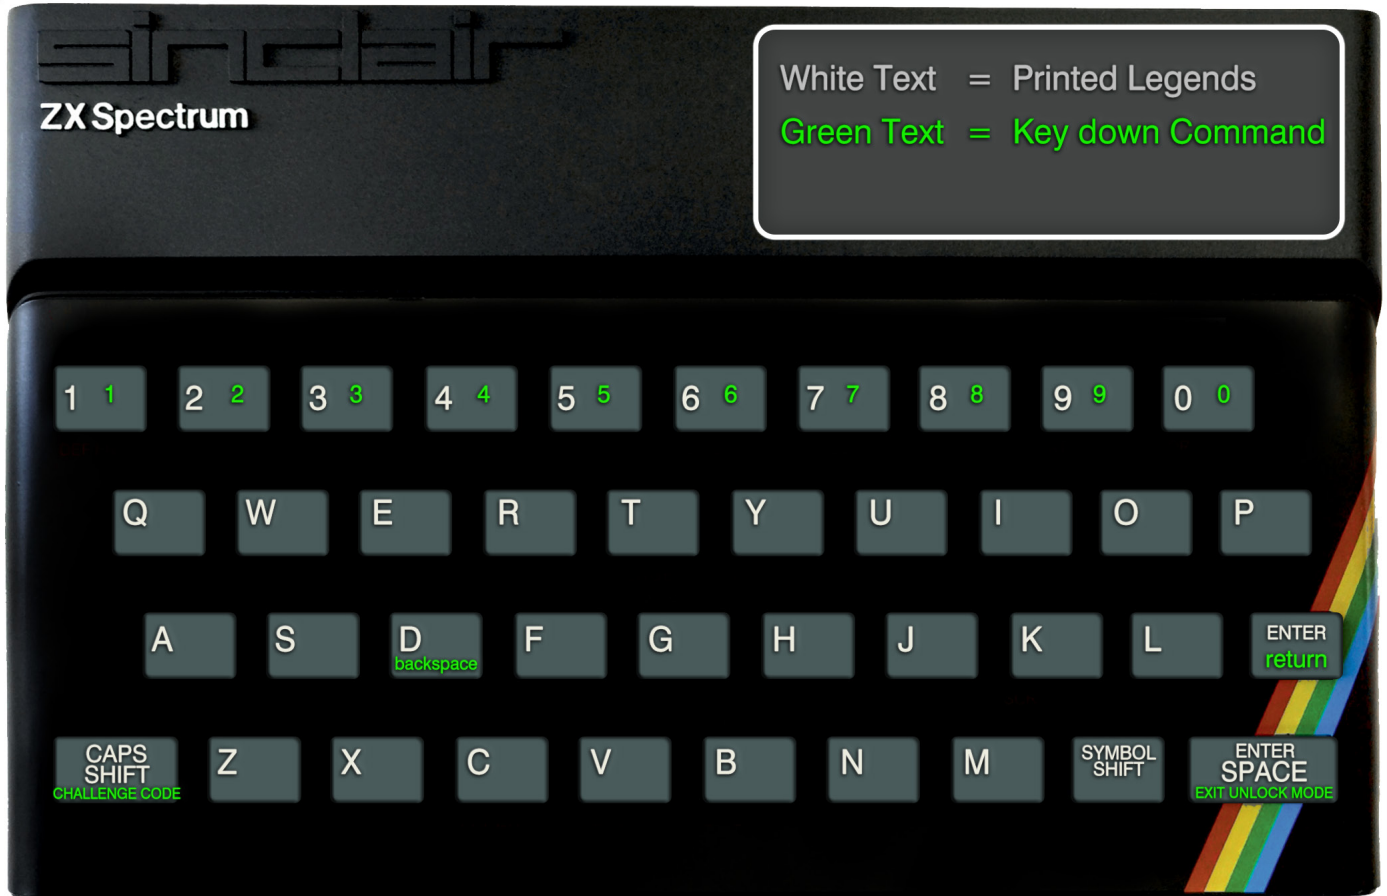 sinclair
ZX Spectrum
White Text = Printed Legends
Green Text = Key down Command
1 1 2 2 3 3 4 4 5 5 6 6 7 7 8 8 9 9 0 0
Q W E R T Y U I O P
A S D F G H J K L ENTER
backspace return
CAPS SHIFT Z X C V B N M SYMBOL SHIFT ENTER SPACE
CHALLENGE CODE EXIT UNLOCK MODE